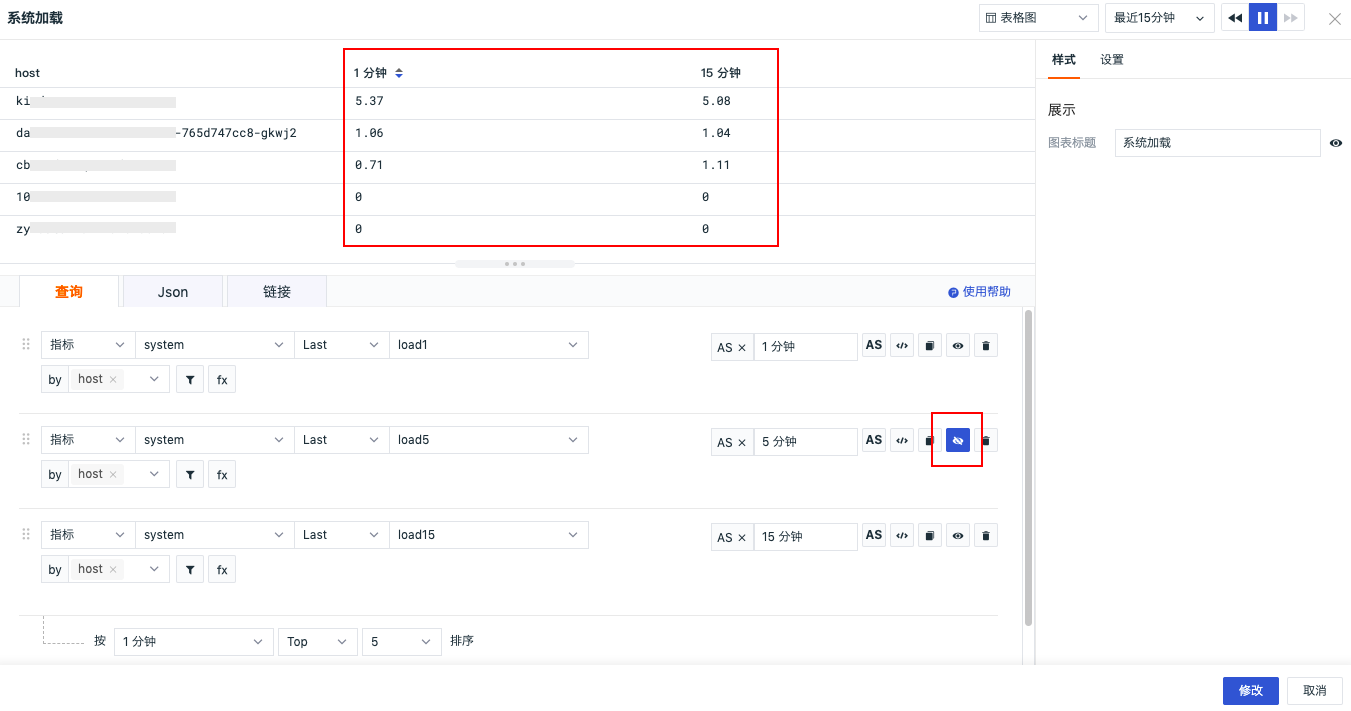 系统加载 表格图 最近15分钟
样式 设置
host 1 分钟 15 分钟
ki 5.37 5.08
da -765d747cc8-gkwj2 1.06 1.04
cb 0.71 1.11
10 0 0
zy 0 0
展示
图表标题 系统加载
查询 Json 链接 使用帮助
指标 system Last load1 AS × 1 分钟 AS </>
by host × fx
指标 system Last load5 AS × 5 分钟 AS </>
by host × fx
指标 system Last load15 AS × 15 分钟 AS </>
by host × fx
按 1 分钟 Top 5 排序
修改 取消